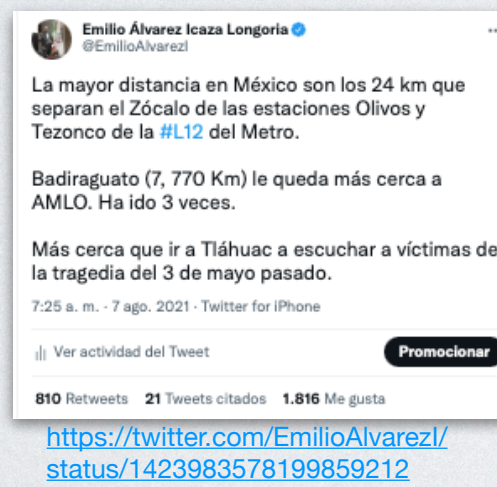 Emilio Álvarez Icaza Longoria
@EmilioAlvarezI
La mayor distancia en México son los 24 km que
separan el Zócalo de las estaciones Olivos y
Tezonco de la #L12 del Metro.
Badiraguato (7, 770 Km) le queda más cerca a
AMLO. Ha ido 3 veces.
Más cerca que ir a Tláhuac a escuchar a víctimas de
la tragedia del 3 de mayo pasado.
7:25 a. m. · 7 ago. 2021 · Twitter for iPhone
Ver actividad del Tweet
Promocionar
810 Retweets 21 Tweets citados 1.816 Me gusta
https://twitter.com/EmilioAlvarezI/
status/1423983578199859212